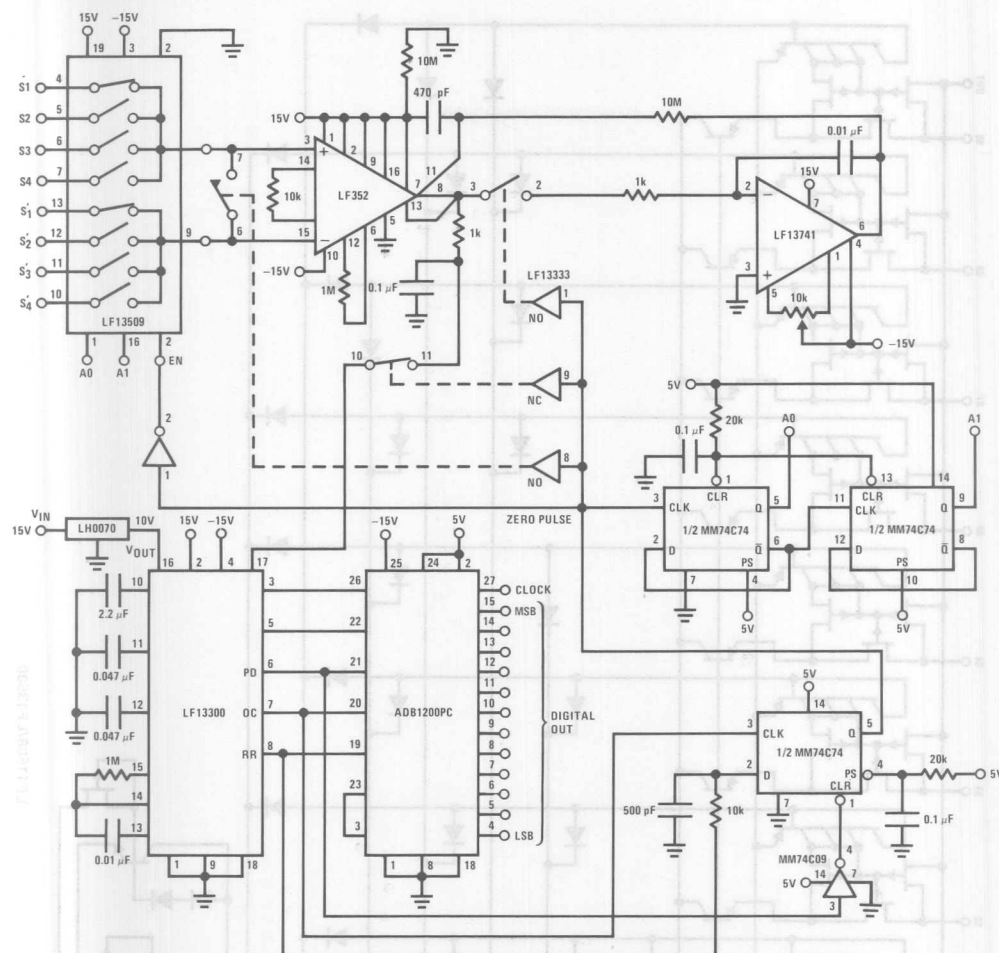 15V -15V
19 3 2
S1 4
S2 5
S3 6
S4 7
S'1 13
S'2 12
S'3 11
S'4 10
LF13509
1 16 2
A0 A1 EN
9
7
6
2
1
10M
470 pF
15V
3 1 2 9 16 11
14
+
10k
LF352
7 8
13
-
15
10 12 6 5
-15V
1M
0.1 µF
1k
3 2
10M
1k
0.01 µF
15V
2 - 7
LF13741
6
4
3 + 1
5
10k
-15V
LF13333
1
NO
10 11
9
NC
8
NO
ZERO PULSE
5V
20k
0.1 µF
A0 A1
1
CLR
3 CLK Q 5
1/2 MM74C74
2 D Q̄ 6
PS
7 4
5V
13 14
CLR
11 CLK Q 9
1/2 MM74C74
12 D Q̄ 8
PS
10
5V
VIN
15V LH0070 10V
VOUT
15V -15V
16 2 4 17
10
2.2 µF
11
0.047 µF
12
0.047 µF
1M
15
14
13
0.01 µF
LF13300
3
5
PD 6
OC 7
RR 8
1 9 18
-15V 5V
25 24 2
26
22
21
20
19
23
3
ADB1200PC
27 CLOCK
15 MSB
14
13
12
11
10
9
8
7
6
5
4 LSB
DIGITAL
OUT
1 8 18
5V
14
3 CLK Q 5
1/2 MM74C74
2 D PS 4
CLR
7 1
20k
5V
0.1 µF
500 pF
10k
4
MM74C09
5V 14 7
3